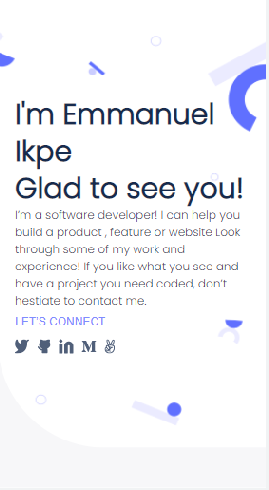 I'm Emmanuel
Ikpe
Glad to see you!
I'm a software developer! I can help you
build a product , feature or website Look
through some of my work and
experience! If you like what you see and
have a project you need coded, don't
hestiate to contact me.
LET'S CONNECT